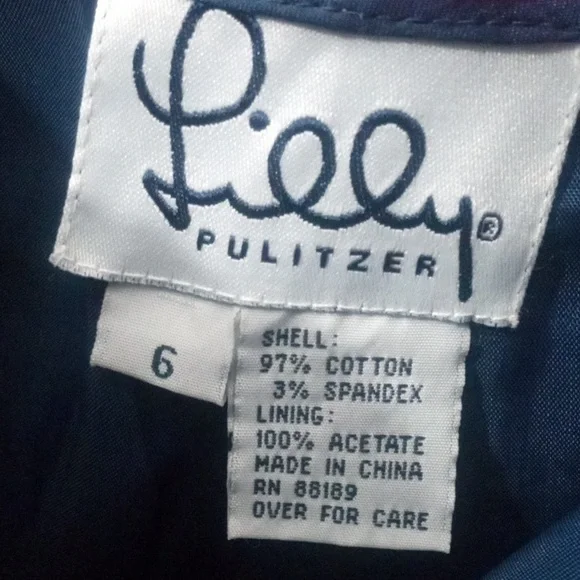 Lilly®
PULITZER
6
SHELL:
97% COTTON
3% SPANDEX
LINING:
100% ACETATE
MADE IN CHINA
RN 88189
OVER FOR CARE